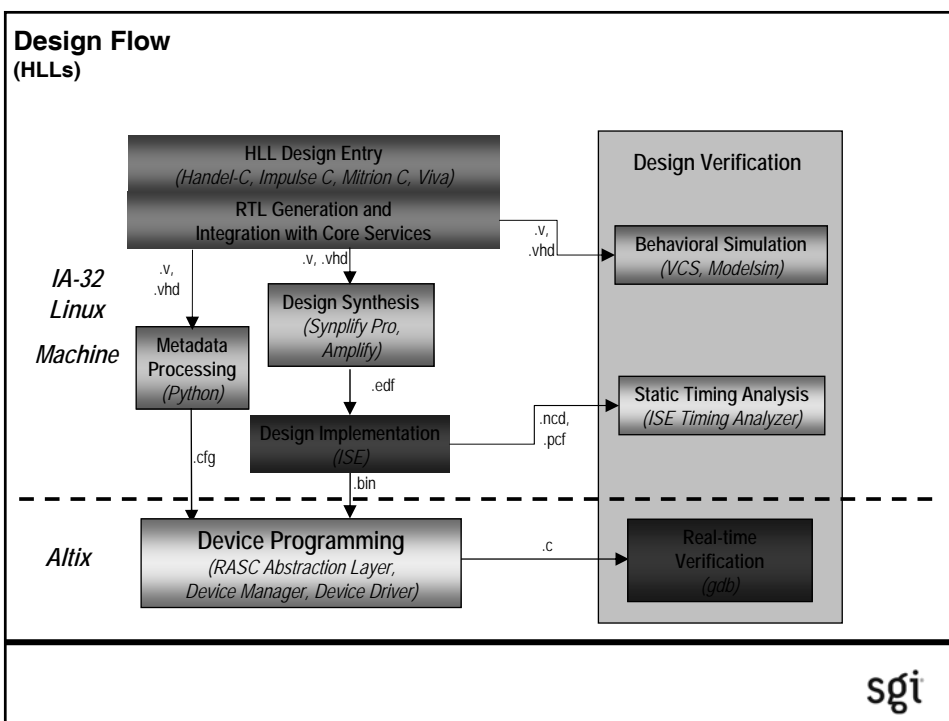 Design Flow
(HLLs)
HLL Design Entry
(Handel-C, Impulse C, Mitrion C, Viva)
RTL Generation and
Integration with Core Services
Design Verification
.v,
.vhd
.v, .vhd
.v,
.vhd
Behavioral Simulation
(VCS, Modelsim)
IA-32
Linux
Machine
Design Synthesis
(Synplify Pro,
Amplify)
Metadata
Processing
(Python)
.edf
Static Timing Analysis
(ISE Timing Analyzer)
Design Implementation
(ISE)
.ncd,
.pcf
.cfg
.bin
Altix
Device Programming
(RASC Abstraction Layer,
Device Manager, Device Driver)
.c
Real-time
Verification
(gdb)
sgi